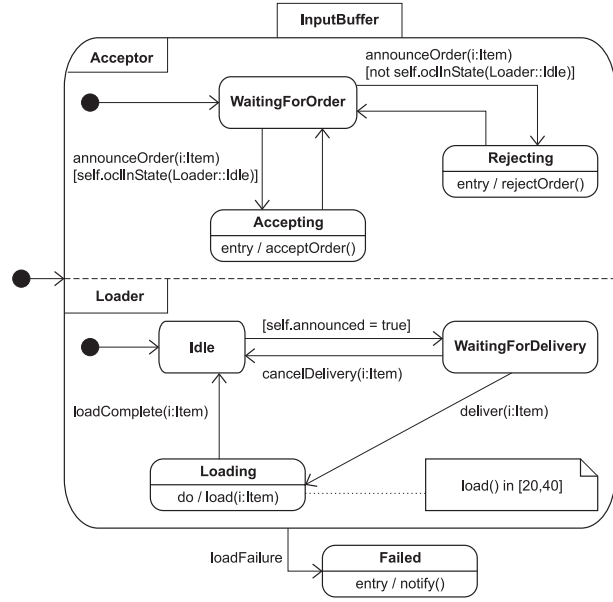 InputBuffer
Acceptor
announceOrder(i:Item)
[not self.oclInState(Loader::Idle)]
WaitingForOrder
announceOrder(i:Item)
[self.oclInState(Loader::Idle)]
Rejecting
entry / rejectOrder()
Accepting
entry / acceptOrder()
Loader
[self.announced = true]
Idle
WaitingForDelivery
cancelDelivery(i:Item)
loadComplete(i:Item)
deliver(i:Item)
Loading
do / load(i:Item)
load() in [20,40]
loadFailure
Failed
entry / notify()